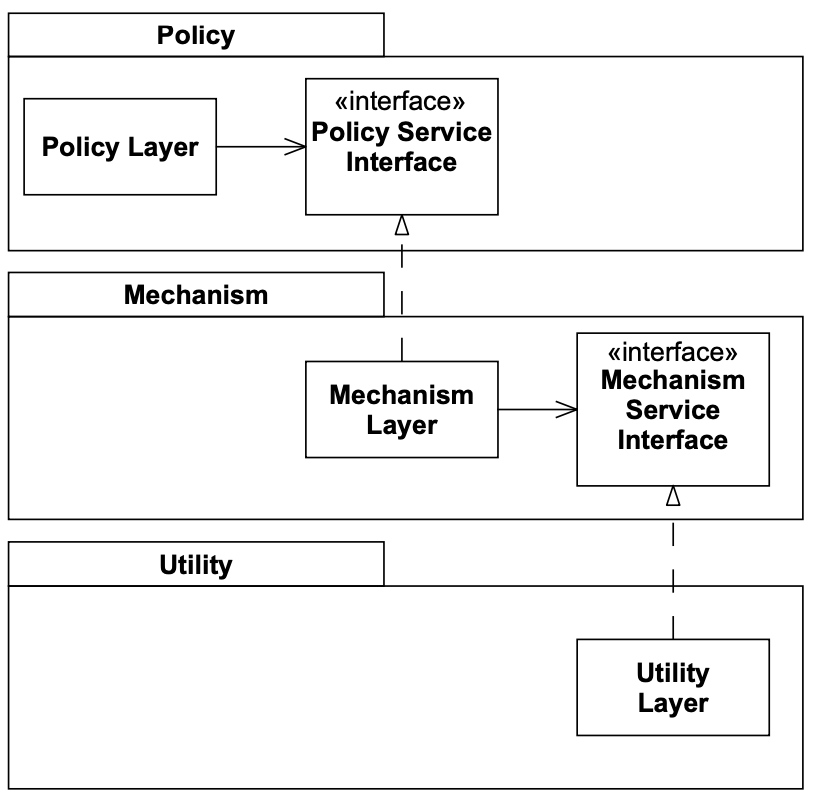 Policy
Policy Layer
«interface»
Policy Service
Interface
Mechanism
Mechanism
Layer
«interface»
Mechanism
Service
Interface
Utility
Utility
Layer